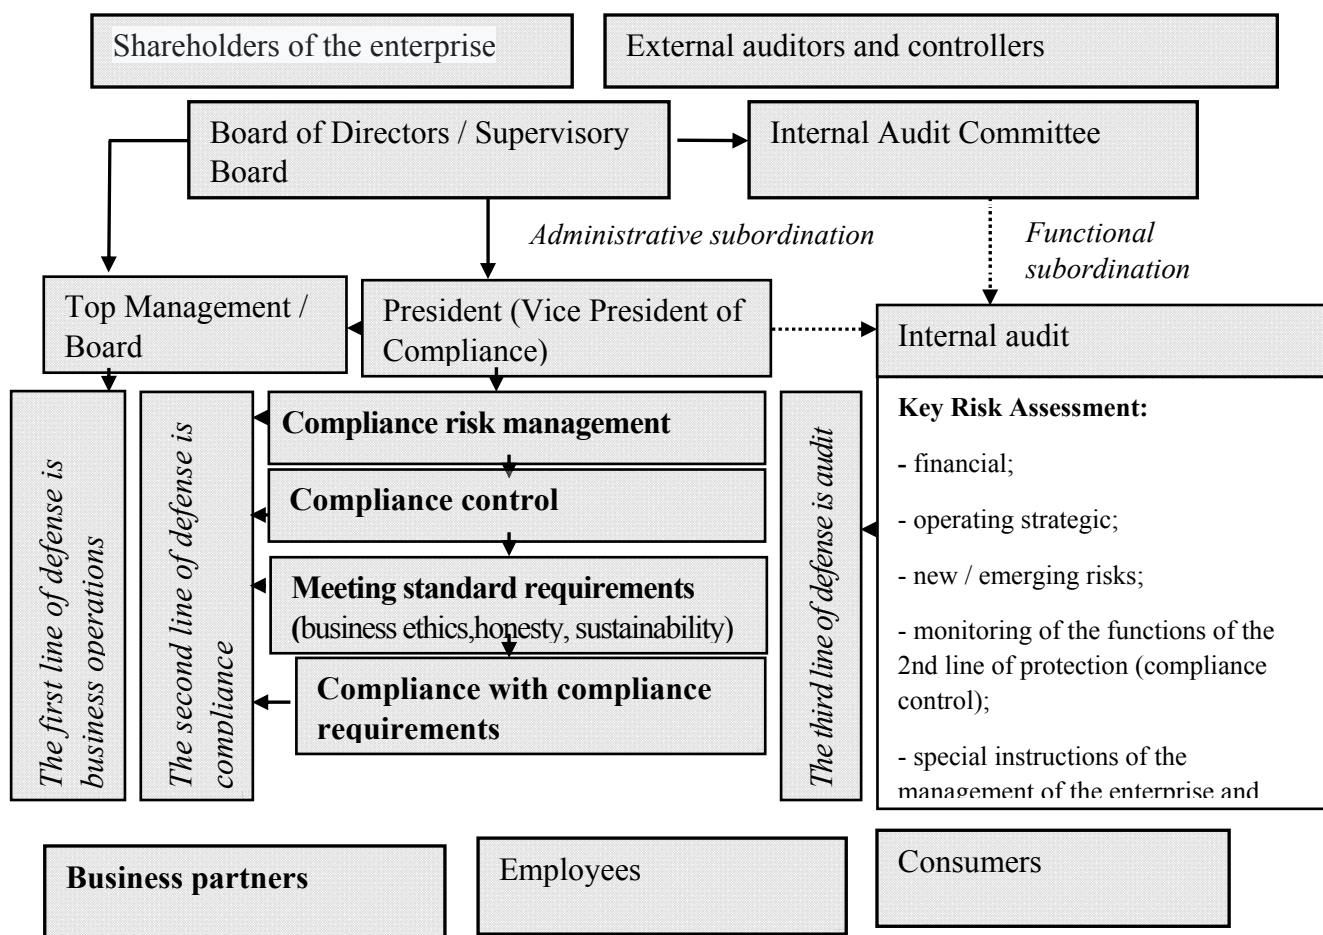 Shareholders of the enterprise
External auditors and controllers
Board of Directors / Supervisory
Board
Internal Audit Committee
Administrative subordination
Functional
subordination
Top Management /
Board
President (Vice President of
Compliance)
Internal audit
The first line of defense is
business operations
The second line of defense is
compliance
Compliance risk management
Compliance control
Meeting standard requirements
(business ethics,honesty, sustainability)
Compliance with compliance
requirements
The third line of defense is audit
Key Risk Assessment:
- financial;
- operating strategic;
- new / emerging risks;
- monitoring of the functions of the
2nd line of protection (compliance
control);
- special instructions of the
management of the enterprise and
Business partners
Employees
Consumers